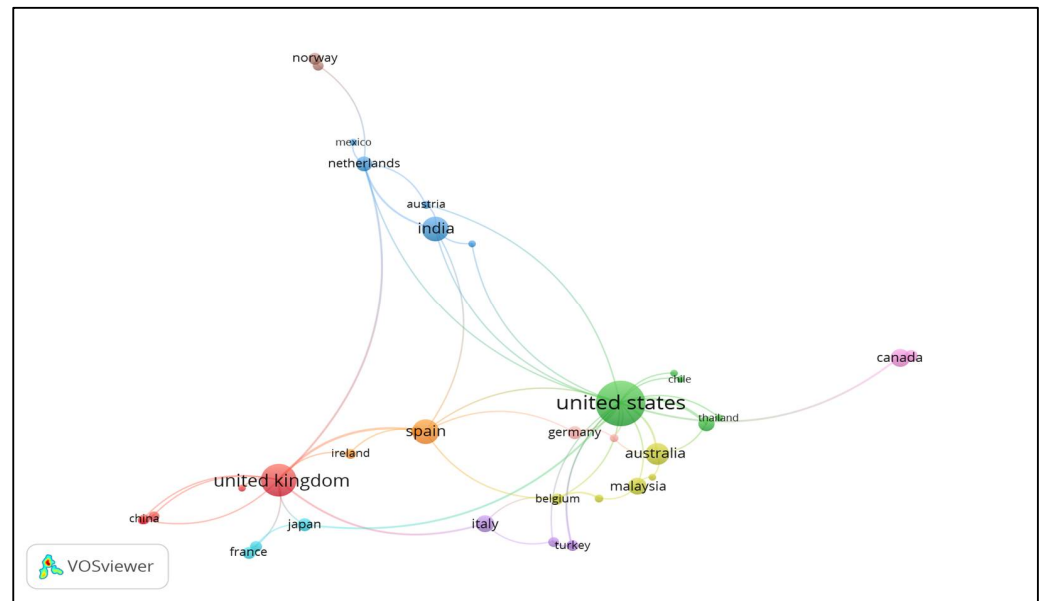 norway
mexico
netherlands
austria
india
canada
chile
united states
thailand
spain
germany
ireland
australia
united kingdom
malaysia
belgium
china
japan
italy
france
turkey
VOSviewer